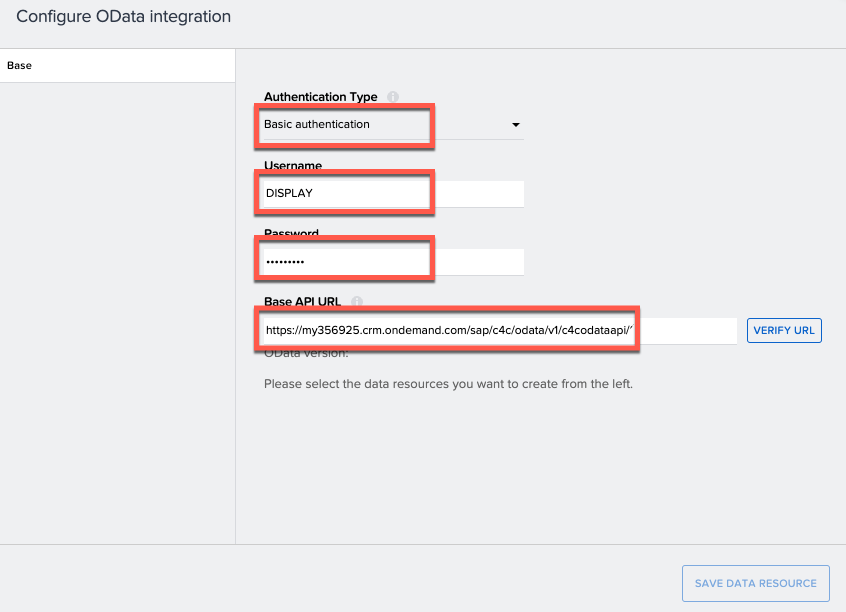 Configure OData integration
Base
Authentication Type
Basic authentication
Username
DISPLAY
Password
•••••••••
Base API URL
https://my356925.crm.ondemand.com/sap/c4c/odata/v1/c4codataapi/
VERIFY URL
OData version:
Please select the data resources you want to create from the left.
SAVE DATA RESOURCE